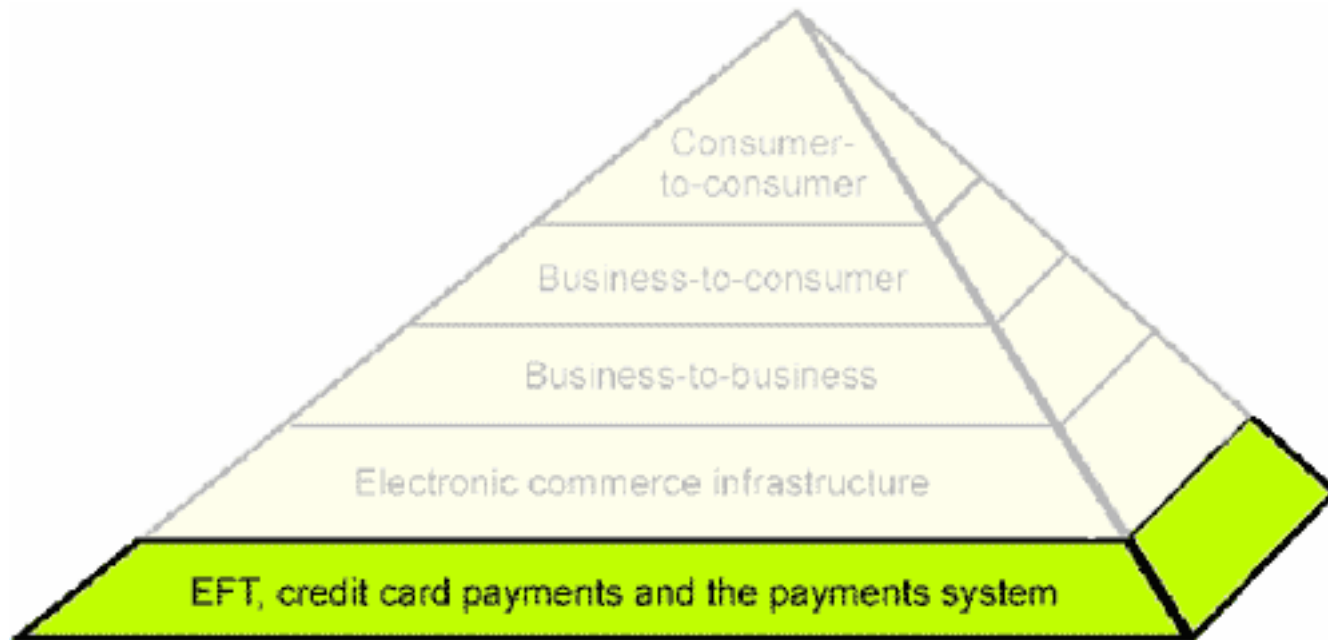 Consumer-
to-consumer
Business-to-consumer
Business-to-business
Electronic commerce infrastructure
EFT, credit card payments and the payments system